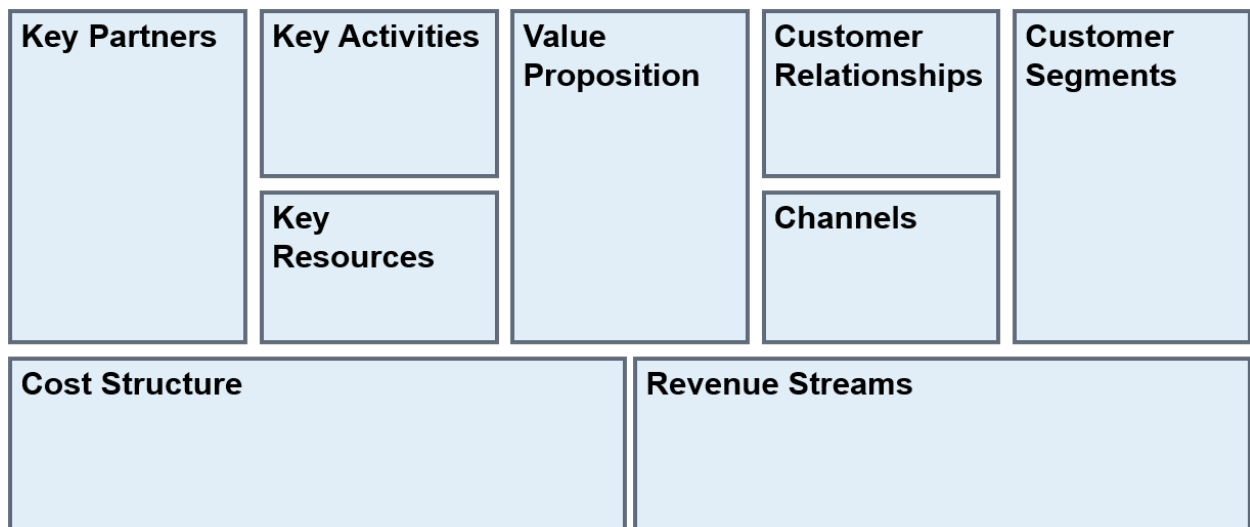 Key Partners
Key Activities
Key
Resources
Value
Proposition
Customer
Relationships
Channels
Customer
Segments
Cost Structure
Revenue Streams